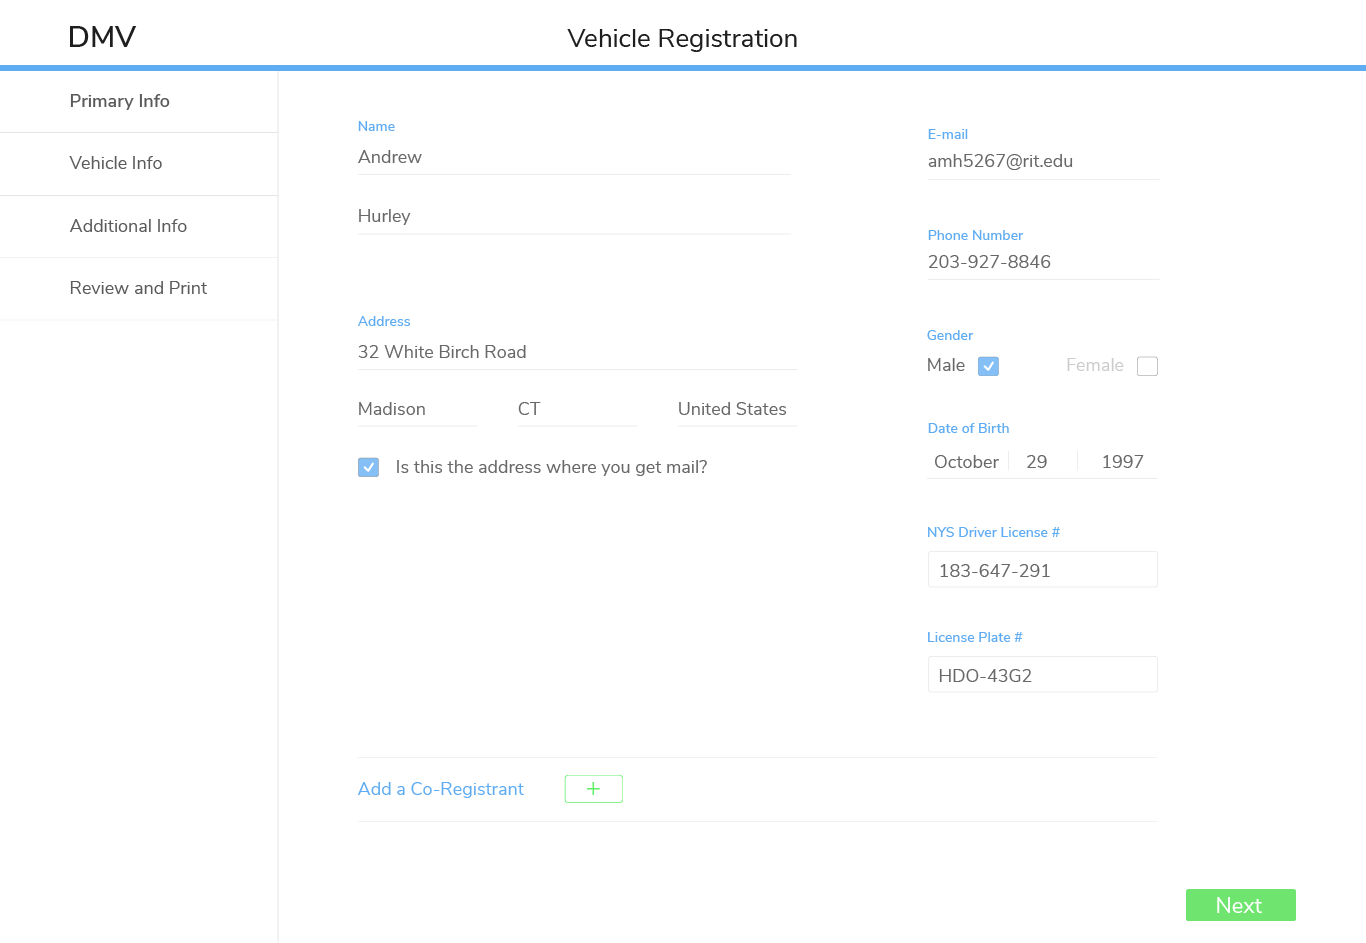 DMV
Vehicle Registration
Primary Info
Vehicle Info
Additional Info
Review and Print
Name
Andrew
Hurley
Address
32 White Birch Road
Madison CT United States
Is this the address where you get mail?
E-mail
amh5267@rit.edu
Phone Number
203-927-8846
Gender
Male Female
Date of Birth
October 29 1997
NYS Driver License #
183-647-291
License Plate #
HDO-43G2
Add a Co-Registrant +
Next